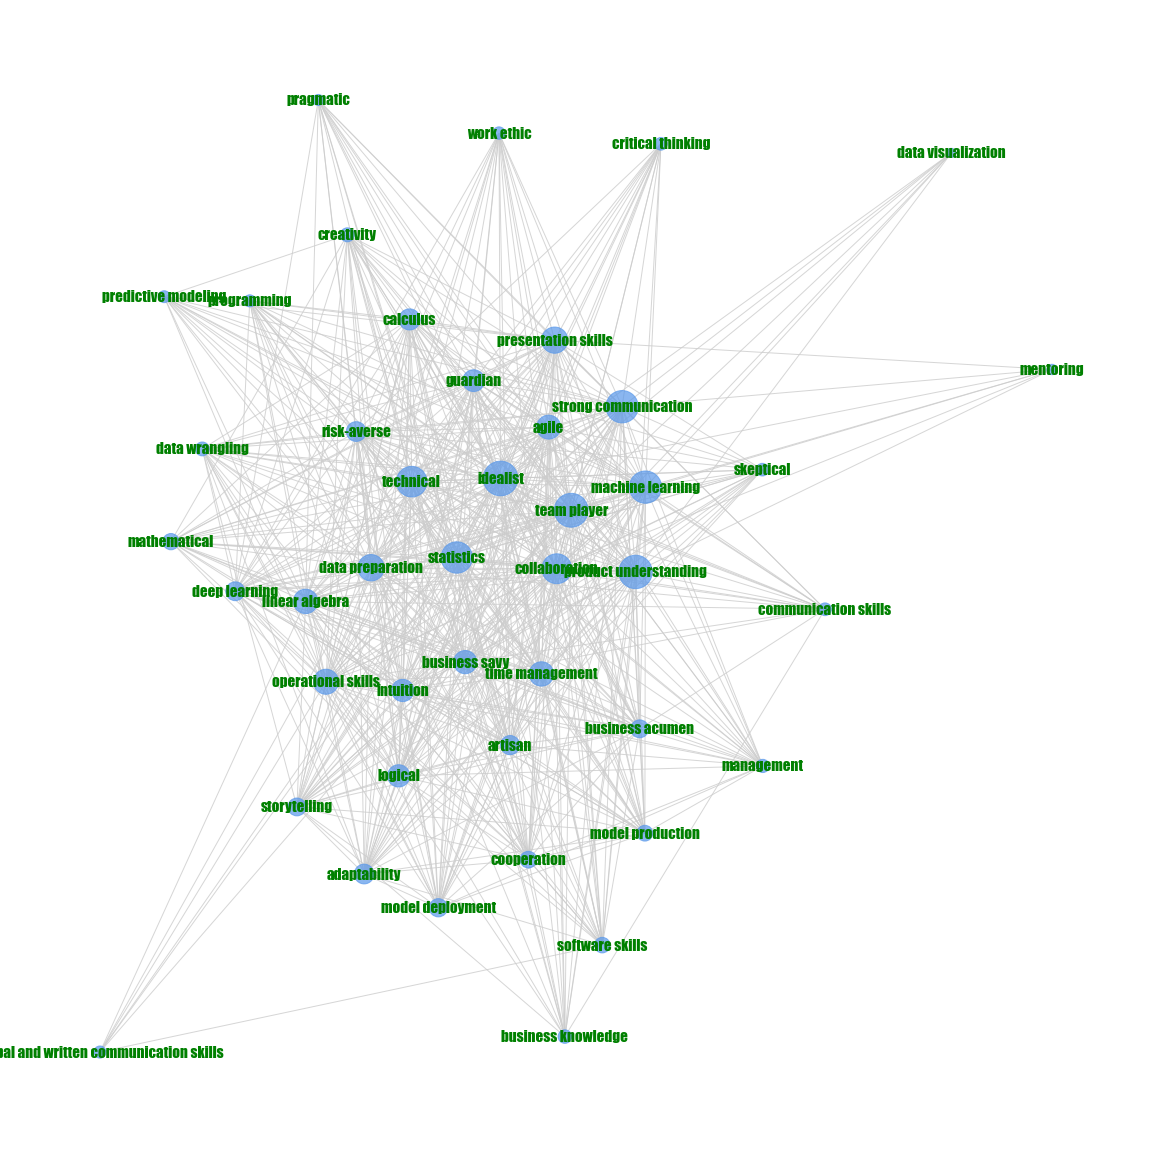 pragmatic
work ethic
critical thinking
data visualization
creativity
predictive modeling
programming
calculus
presentation skills
mentoring
guardian
strong communication
agile
risk-averse
data wrangling
skeptical
technical
idealist
machine learning
team player
mathematical
statistics
data preparation
collaboration
product understanding
deep learning
linear algebra
communication skills
business savy
time management
operational skills
intuition
business acumen
artisan
management
logical
storytelling
model production
cooperation
adaptability
model deployment
software skills
business knowledge
and written communication skills